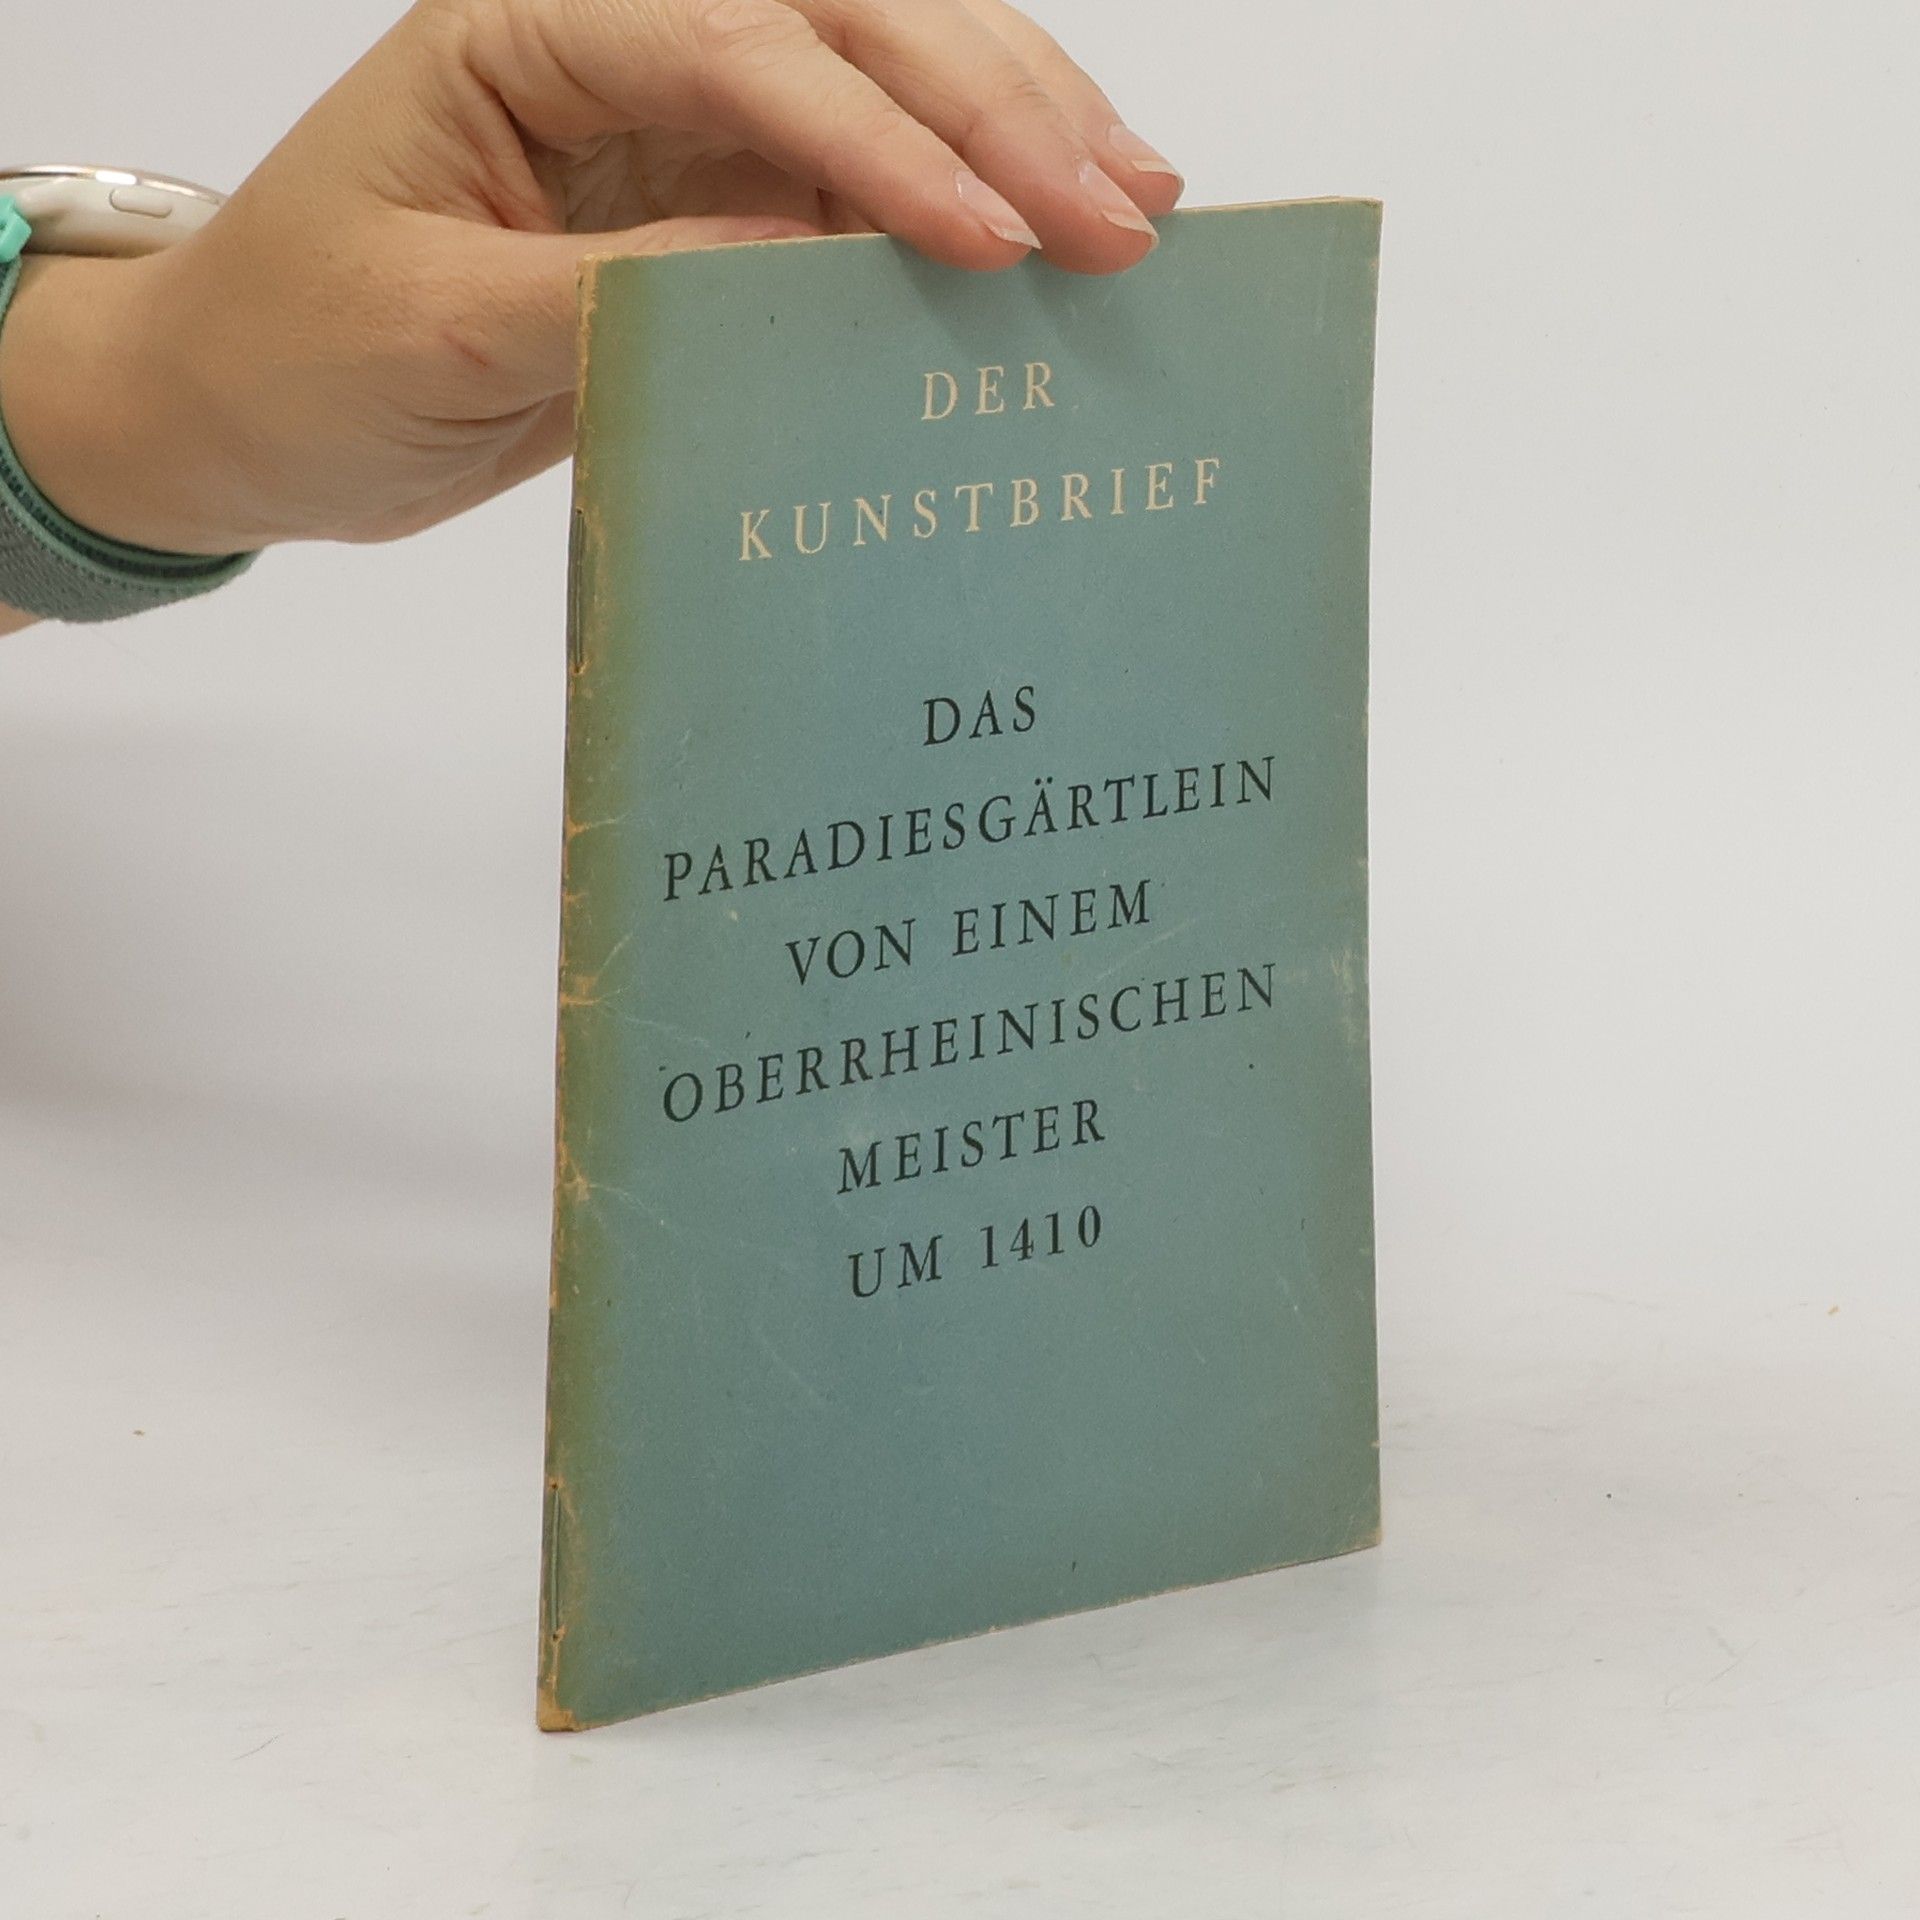 DER
KUNSTBRIEF
DAS
PARADIESGÄRTLEIN
VON EINEM
OBERRHEINISCHEN
MEISTER
UM 1410